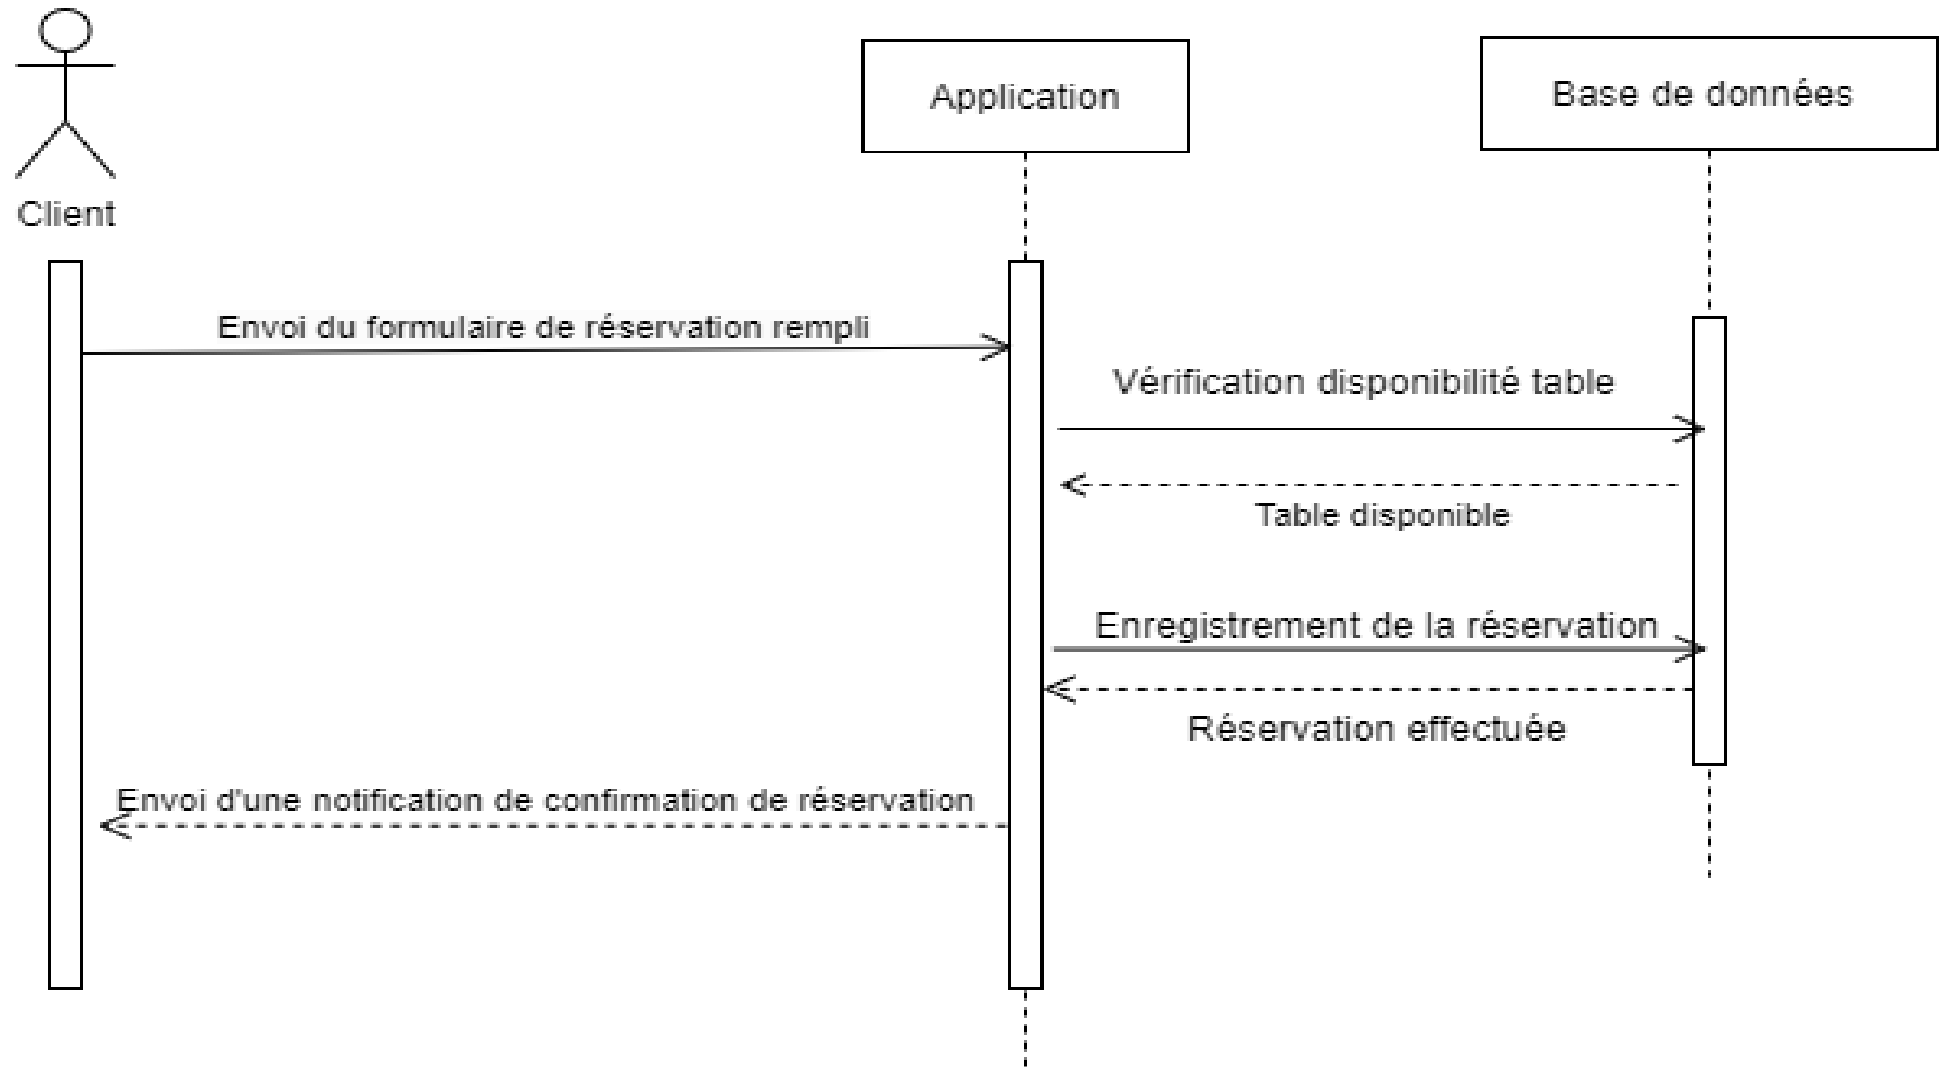 Application
Base de données
Client
Envoi du formulaire de réservation rempli
Vérification disponibilité table
Table disponible
Enregistrement de la réservation
Réservation effectuée
Envoi d'une notification de confirmation de réservation